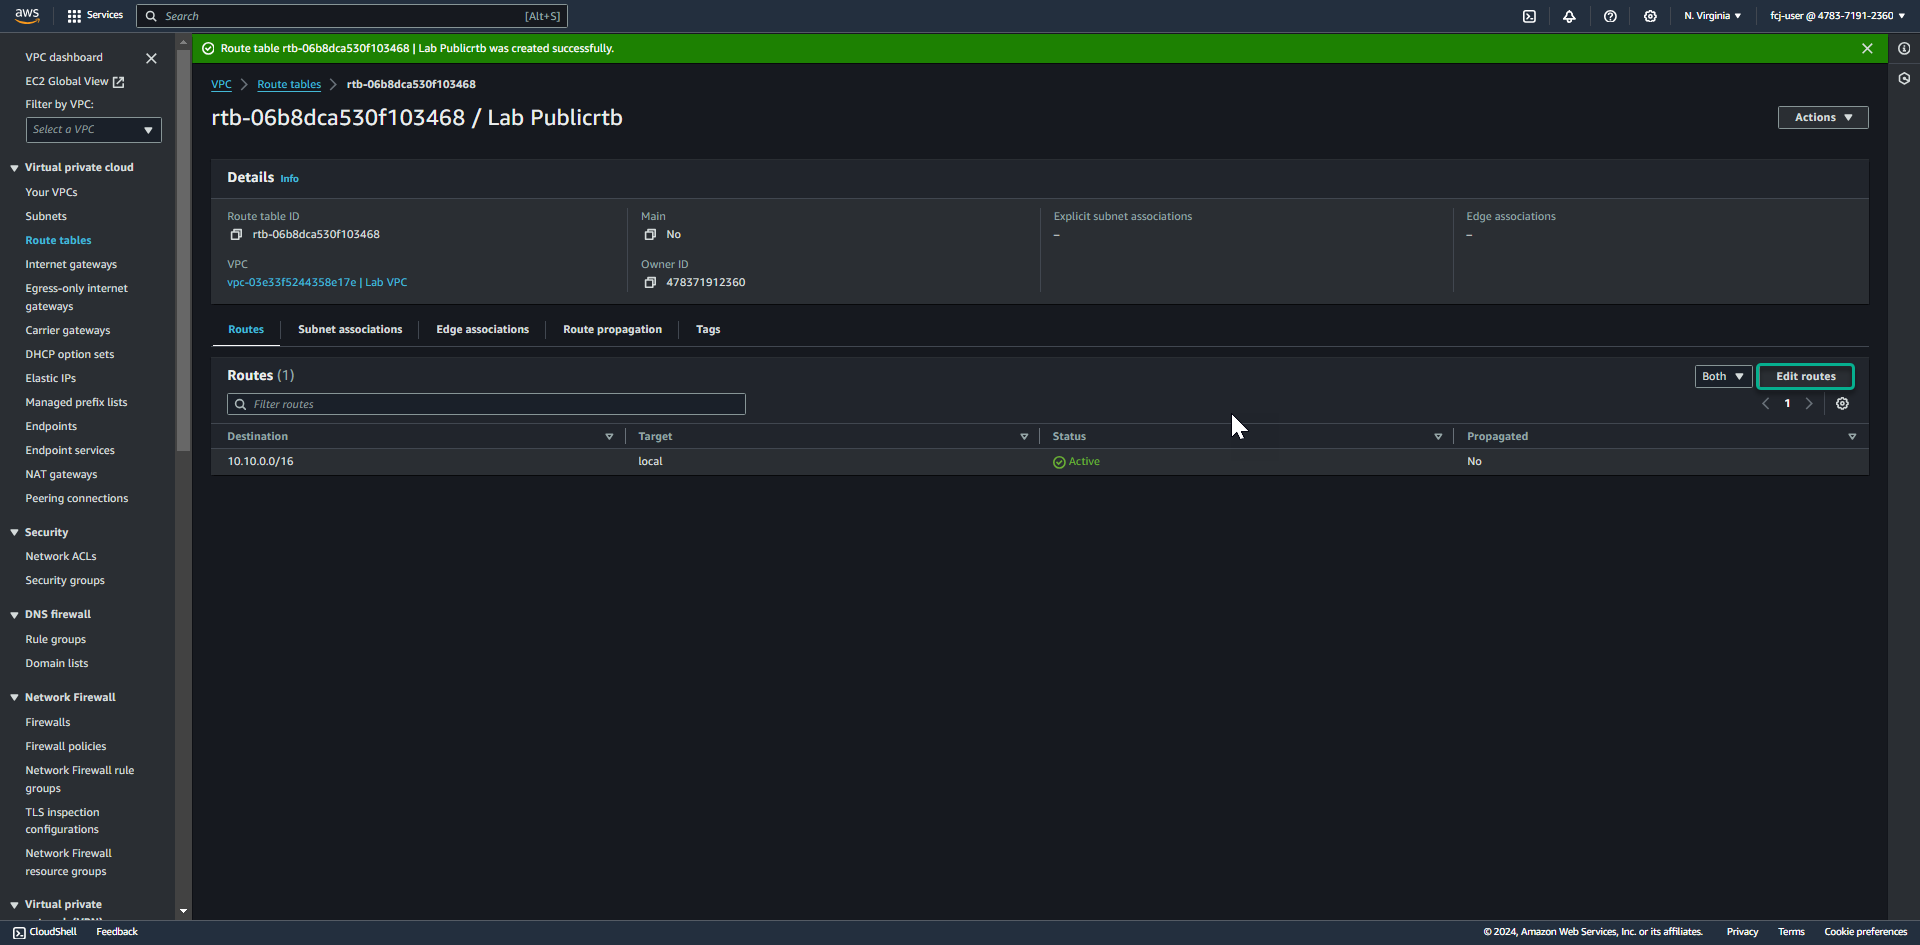 aws
Services
Search
[Alt+S]
N. Virginia
fcj-user @ 4783-7191-2360
VPC dashboard
EC2 Global View
Filter by VPC:
Select a VPC
Virtual private cloud
Your VPCs
Subnets
Route tables
Internet gateways
Egress-only internet
gateways
Carrier gateways
DHCP option sets
Elastic IPs
Managed prefix lists
Endpoints
Endpoint services
NAT gateways
Peering connections
Security
Network ACLs
Security groups
DNS firewall
Rule groups
Domain lists
Network Firewall
Firewalls
Firewall policies
Network Firewall rule
groups
TLS inspection
configurations
Network Firewall
resource groups
Virtual private
Route table rtb-06b8dca530f103468 | Lab Publicrtb was created successfully.
VPC
Route tables
rtb-06b8dca530f103468
rtb-06b8dca530f103468 / Lab Publicrtb
Actions
Details Info
Route table ID
rtb-06b8dca530f103468
Main
No
Explicit subnet associations
–
Edge associations
–
VPC
vpc-03e33f5244358e17e | Lab VPC
Owner ID
478371912360
Routes
Subnet associations
Edge associations
Route propagation
Tags
Routes (1)
Both
Edit routes
Filter routes
1
Destination
Target
Status
Propagated
10.10.0.0/16
local
Active
No
CloudShell
Feedback
© 2024, Amazon Web Services, Inc. or its affiliates.
Privacy
Terms
Cookie preferences